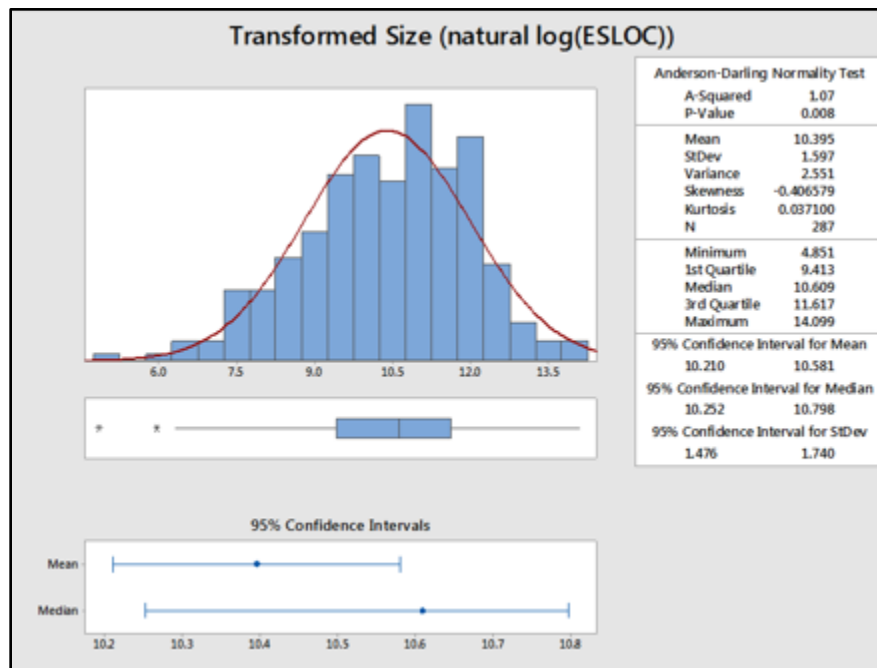 Transformed Size (natural log(ESLOC))
Anderson-Darling Normality Test
A-Squared 1.07
P-Value 0.008
Mean 10.395
StDev 1.597
Variance 2.551
Skewness -0.406579
Kurtosis 0.037100
N 287
Minimum 4.851
1st Quartile 9.413
Median 10.609
3rd Quartile 11.617
Maximum 14.099
95% Confidence Interval for Mean
10.210 10.581
95% Confidence Interval for Median
10.252 10.798
95% Confidence Interval for StDev
1.476 1.740
6.0 7.5 9.0 10.5 12.0 13.5
95% Confidence Intervals
Mean
Median
10.2 10.3 10.4 10.5 10.6 10.7 10.8